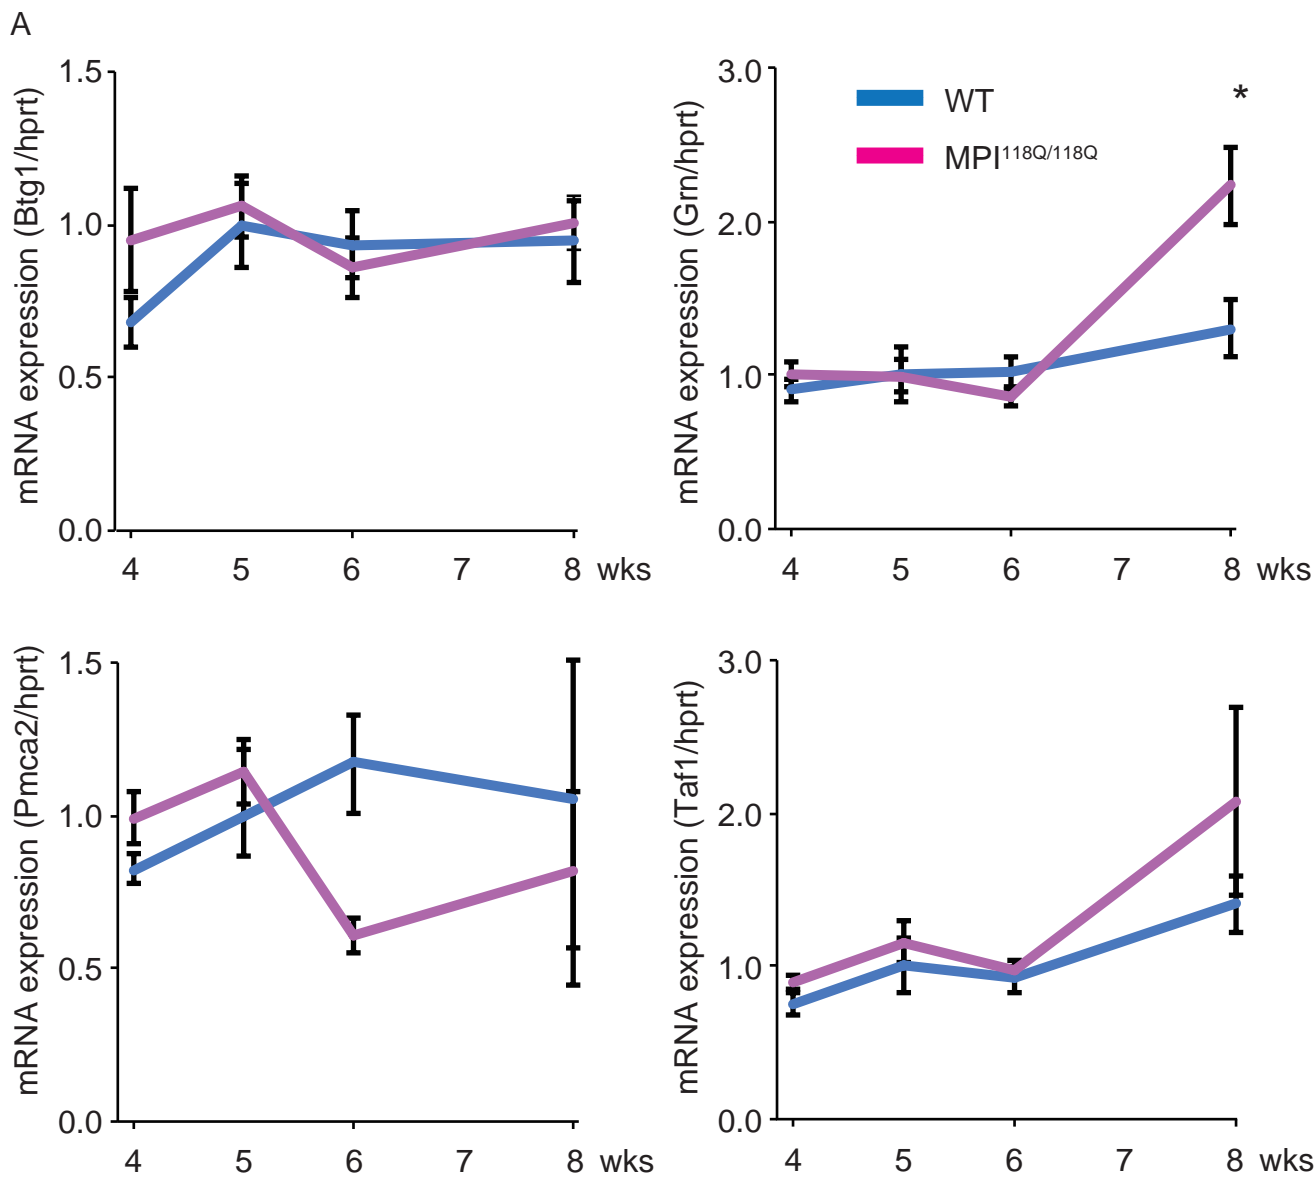 A
mRNA expression (Btg1/hprt)
1.5
1.0
0.5
0.0
4 5 6 7 8 wks
mRNA expression (Grn/hprt)
3.0
2.0
1.0
0.0
WT
MPI118Q/118Q
*
4 5 6 7 8 wks
mRNA expression (Pmca2/hprt)
1.5
1.0
0.5
0.0
4 5 6 7 8 wks
mRNA expression (Taf1/hprt)
3.0
2.0
1.0
0.0
4 5 6 7 8 wks